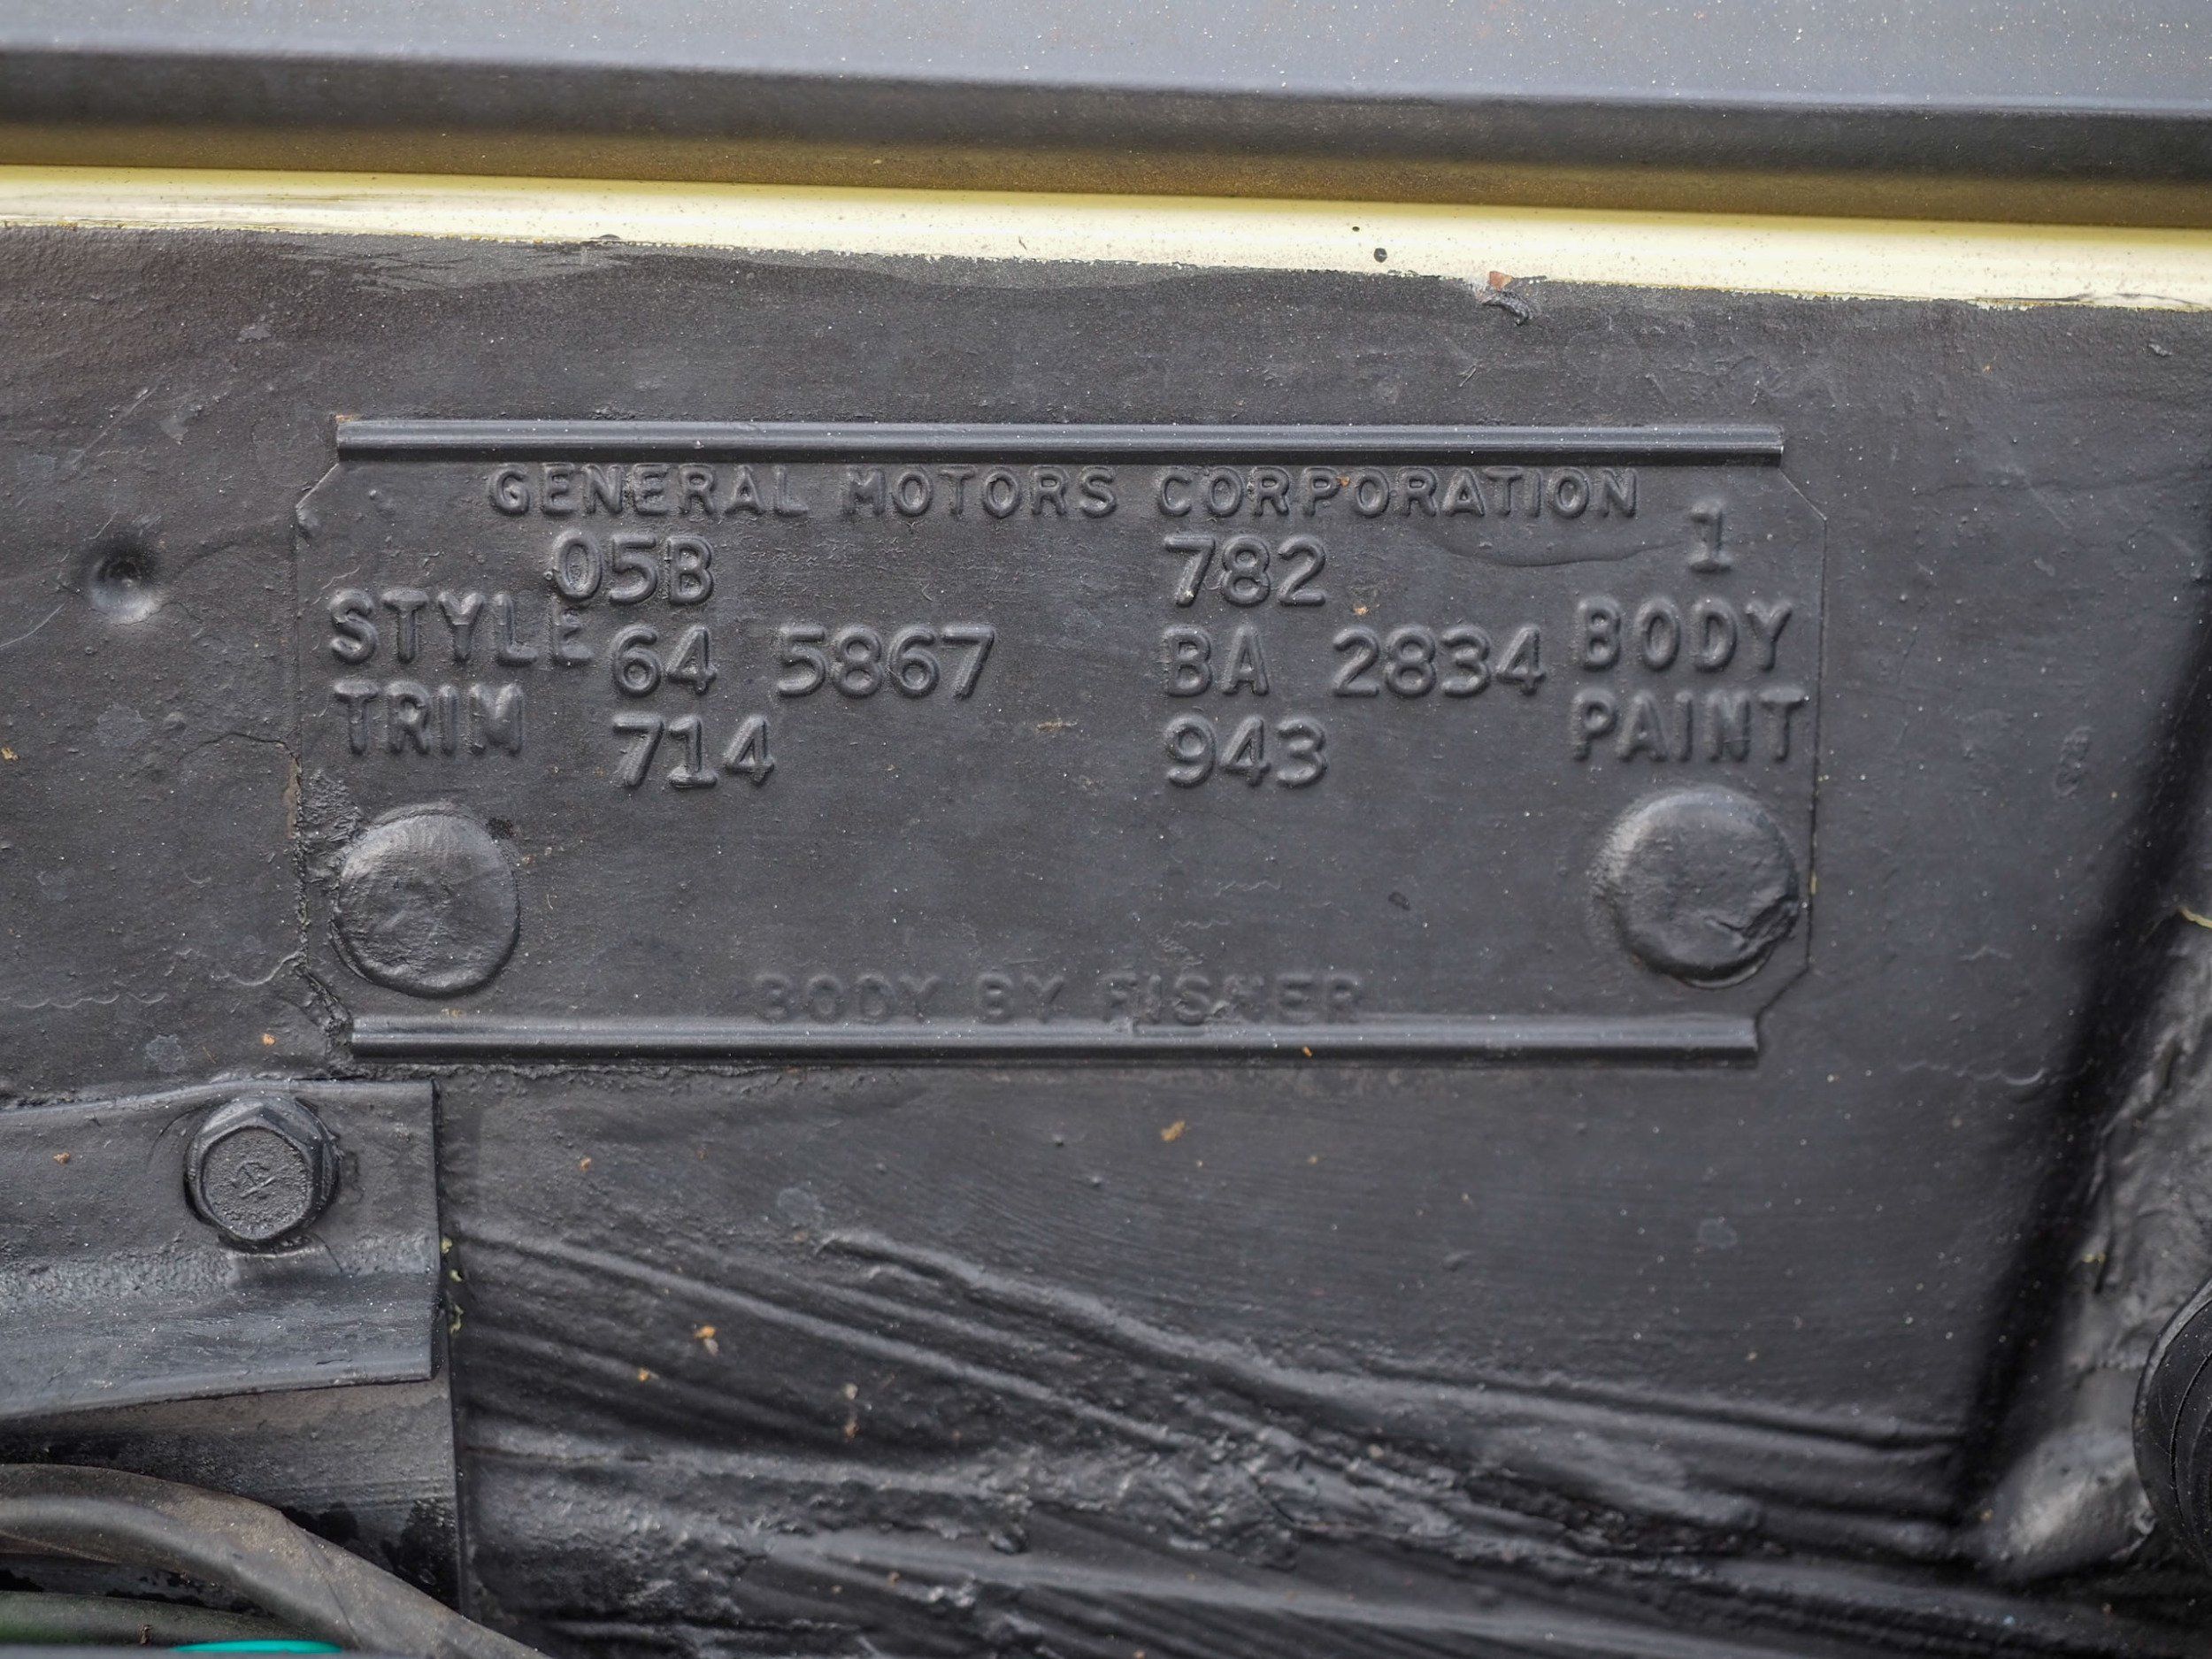 GENERAL MOTORS CORPORATION
05B 782 1
STYLE 64 5867 BA 2834 BODY
TRIM 714 943 PAINT
BODY BY FISHER